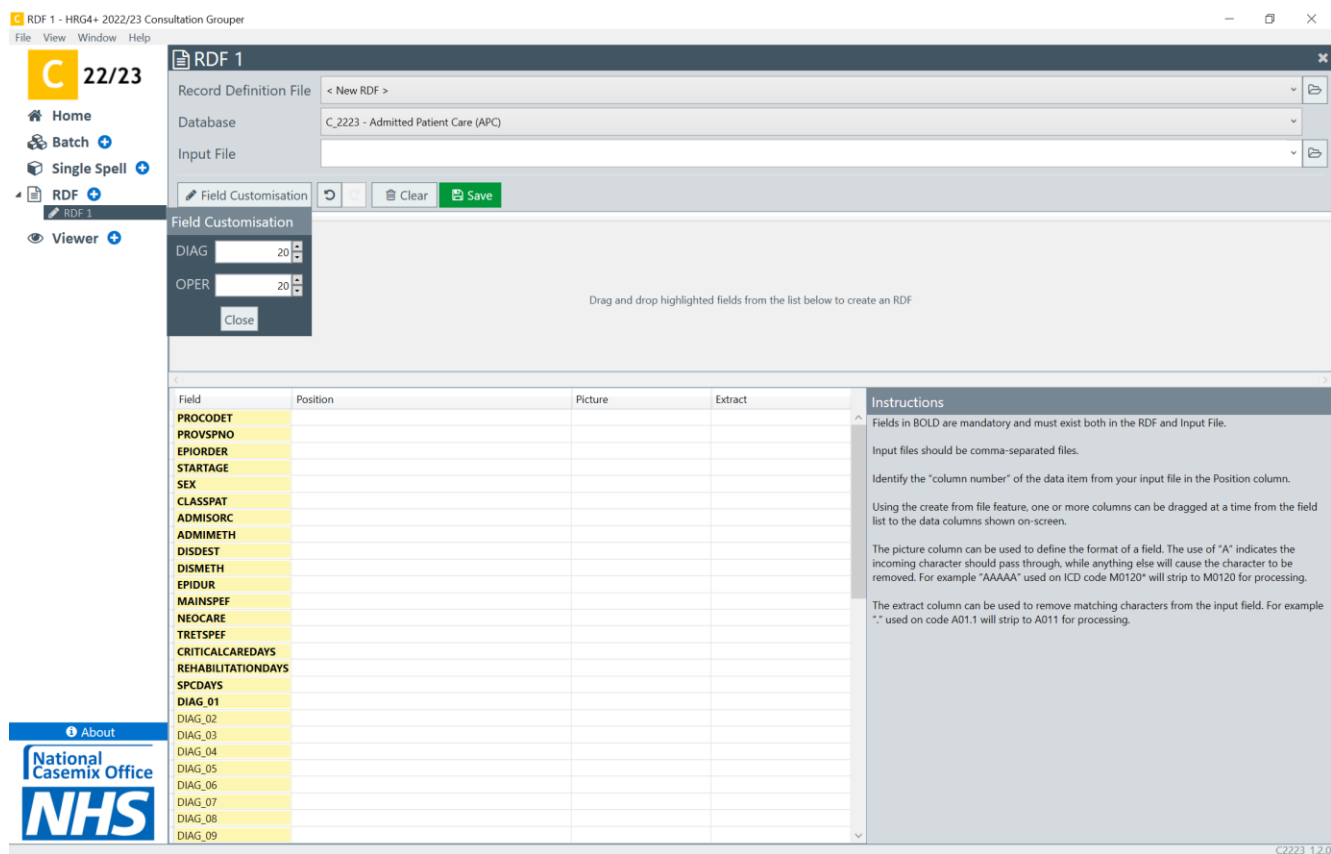 C RDF 1 - HRG4+ 2022/23 Consultation Grouper
File View Window Help
C 22/23
Home
Batch
Single Spell
RDF
RDF 1
Viewer
RDF 1
Record Definition File < New RDF >
Database C_2223 - Admitted Patient Care (APC)
Input File
Field Customisation Clear Save
Field Customisation
DIAG 20
OPER 20
Close
Drag and drop highlighted fields from the list below to create an RDF
Field Position Picture Extract
PROCODET
PROVSPNO
EPIORDER
STARTAGE
SEX
CLASSPAT
ADMISORC
ADMIMETH
DISDEST
DISMETH
EPIDUR
MAINSPEF
NEOCARE
TRETSPEF
CRITICALCAREDAYS
REHABILITATIONDAYS
SPCDAYS
DIAG_01
DIAG_02
DIAG_03
DIAG_04
DIAG_05
DIAG_06
DIAG_07
DIAG_08
DIAG_09
Instructions
Fields in BOLD are mandatory and must exist both in the RDF and Input File.
Input files should be comma-separated files.
Identify the "column number" of the data item from your input file in the Position column.
Using the create from file feature, one or more columns can be dragged at a time from the field
list to the data columns shown on-screen.
The picture column can be used to define the format of a field. The use of "A" indicates the
incoming character should pass through, while anything else will cause the character to be
removed. For example "AAAAA" used on ICD code M0120* will strip to M0120 for processing.
The extract column can be used to remove matching characters from the input field. For example
"." used on code A01.1 will strip to A011 for processing.
About
National
Casemix Office
NHS
C2223_1.2.0